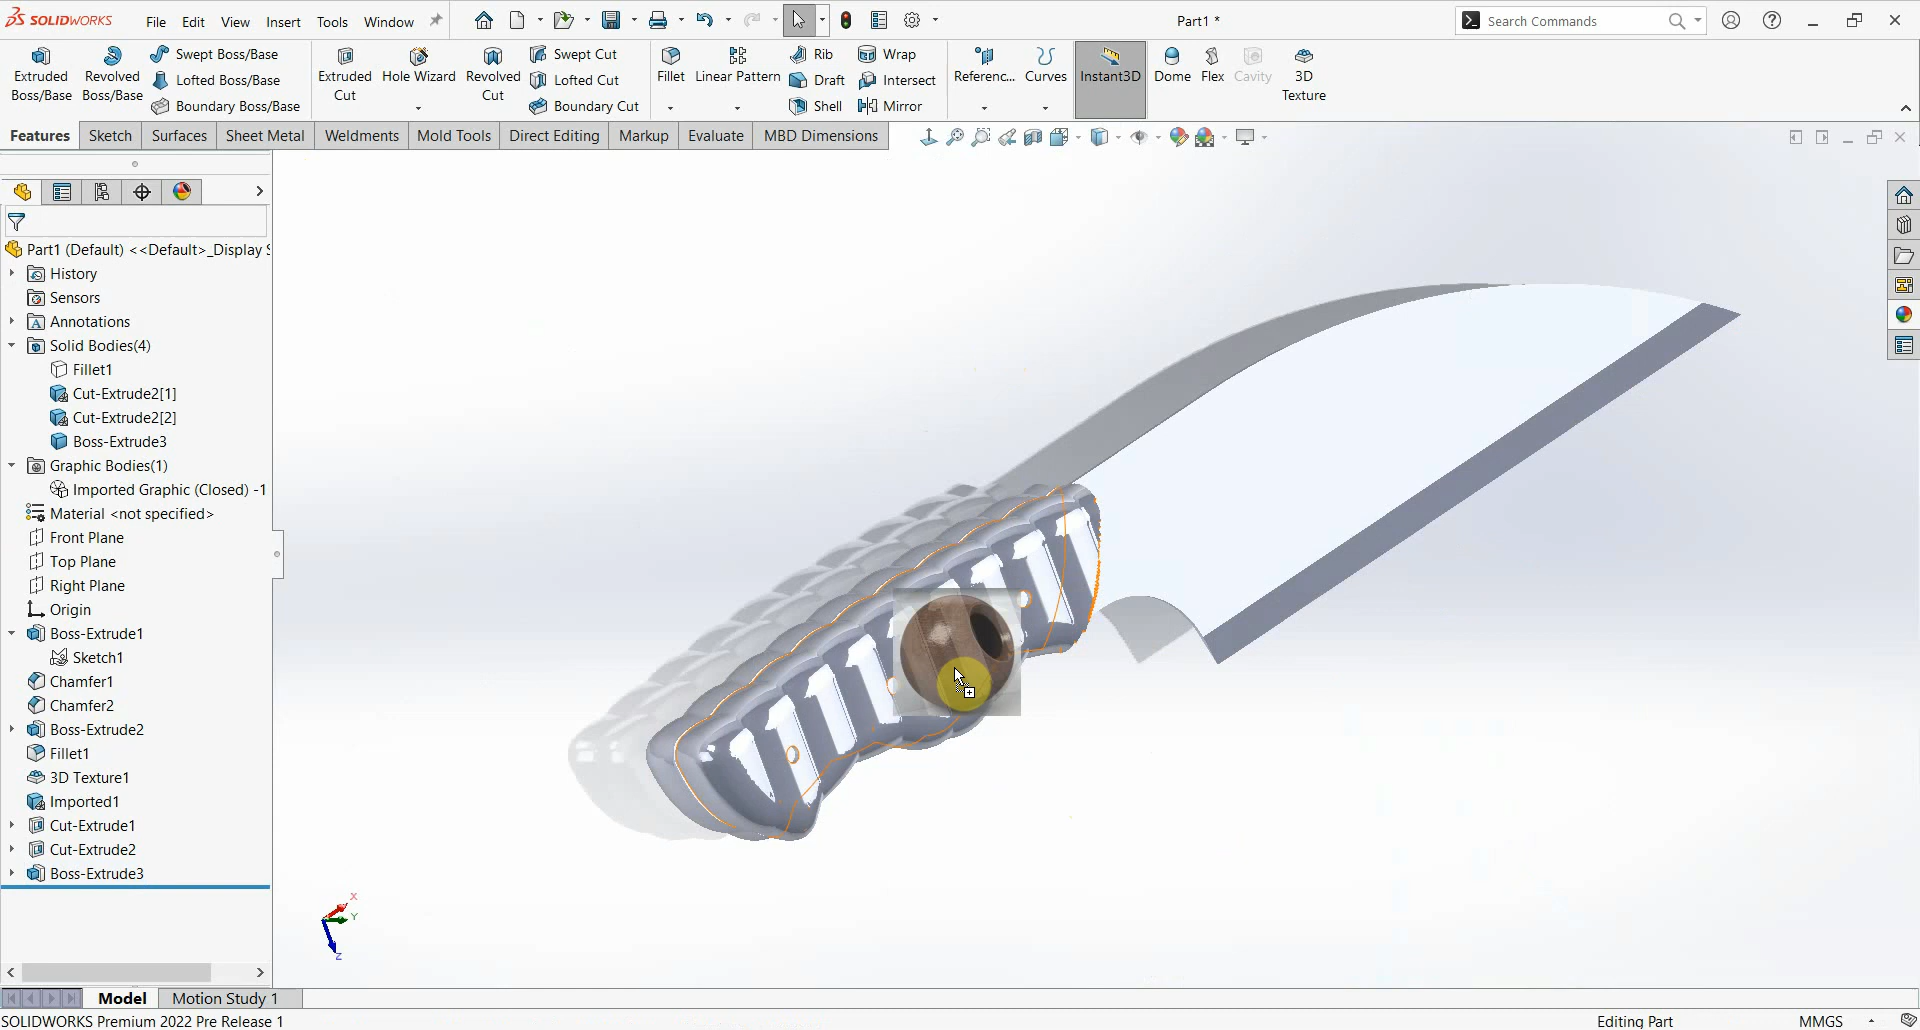 SOLIDWORKS File Edit View Insert Tools Window Part1 * Search Commands
Extruded Boss/Base
Revolved Boss/Base
Swept Boss/Base
Lofted Boss/Base
Boundary Boss/Base
Extruded Cut
Hole Wizard
Revolved Cut
Swept Cut
Lofted Cut
Boundary Cut
Fillet
Linear Pattern
Rib
Draft
Shell
Wrap
Intersect
Mirror
Referenc...
Curves
Instant3D
Dome
Flex
Cavity
3D Texture
Features Sketch Surfaces Sheet Metal Weldments Mold Tools Direct Editing Markup Evaluate MBD Dimensions
Part1 (Default) <<Default>_Display S
History
Sensors
Annotations
Solid Bodies(4)
Fillet1
Cut-Extrude2[1]
Cut-Extrude2[2]
Boss-Extrude3
Graphic Bodies(1)
Imported Graphic (Closed) -1
Material <not specified>
Front Plane
Top Plane
Right Plane
Origin
Boss-Extrude1
Sketch1
Chamfer1
Chamfer2
Boss-Extrude2
Fillet1
3D Texture1
Imported1
Cut-Extrude1
Cut-Extrude2
Boss-Extrude3
X
Y
Z
Model Motion Study 1
SOLIDWORKS Premium 2022 Pre Release 1 Editing Part MMGS